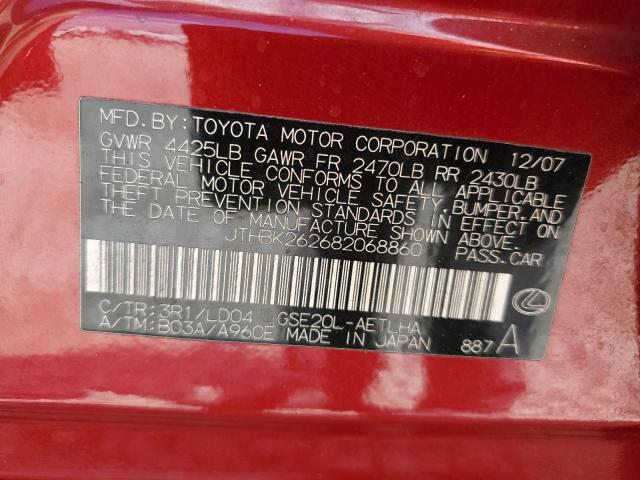 MFD. BY: TOYOTA MOTOR CORPORATION 12/07
GVWR 4425LB GAWR FR 2470LB RR 2430LB
THIS VEHICLE CONFORMS TO ALL APPLICABLE
FEDERAL MOTOR VEHICLE SAFETY, BUMPER, AND
THEFT PREVENTION STANDARDS IN EFFECT ON
THE DATE OF MANUFACTURE SHOWN ABOVE.
JTHBK262682068860 PASS.CAR
C/TR:3R1/LD04 GSE20L-AETLHA
A/TM:B03A/A960E MADE IN JAPAN 887 A